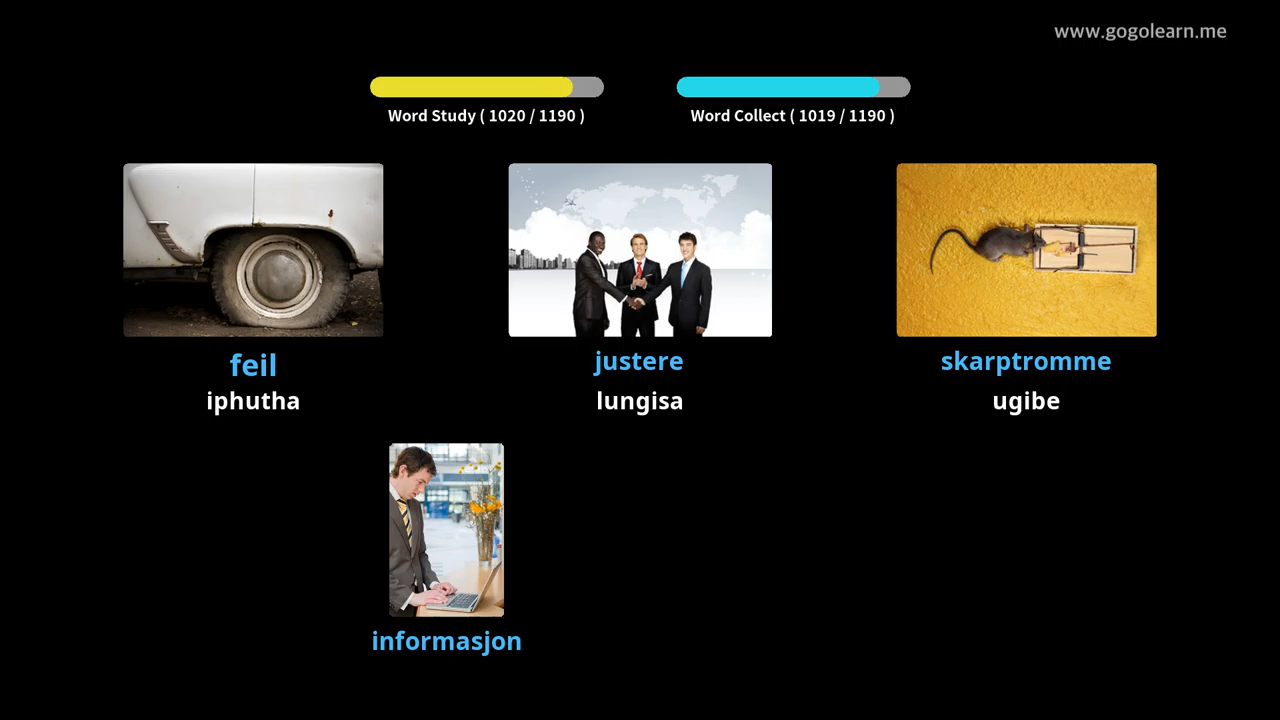 www.gogolearn.me
Word Study ( 1020 / 1190 )
Word Collect ( 1019 / 1190 )
feil
iphutha
justere
lungisa
skarptromme
ugibe
informasjon